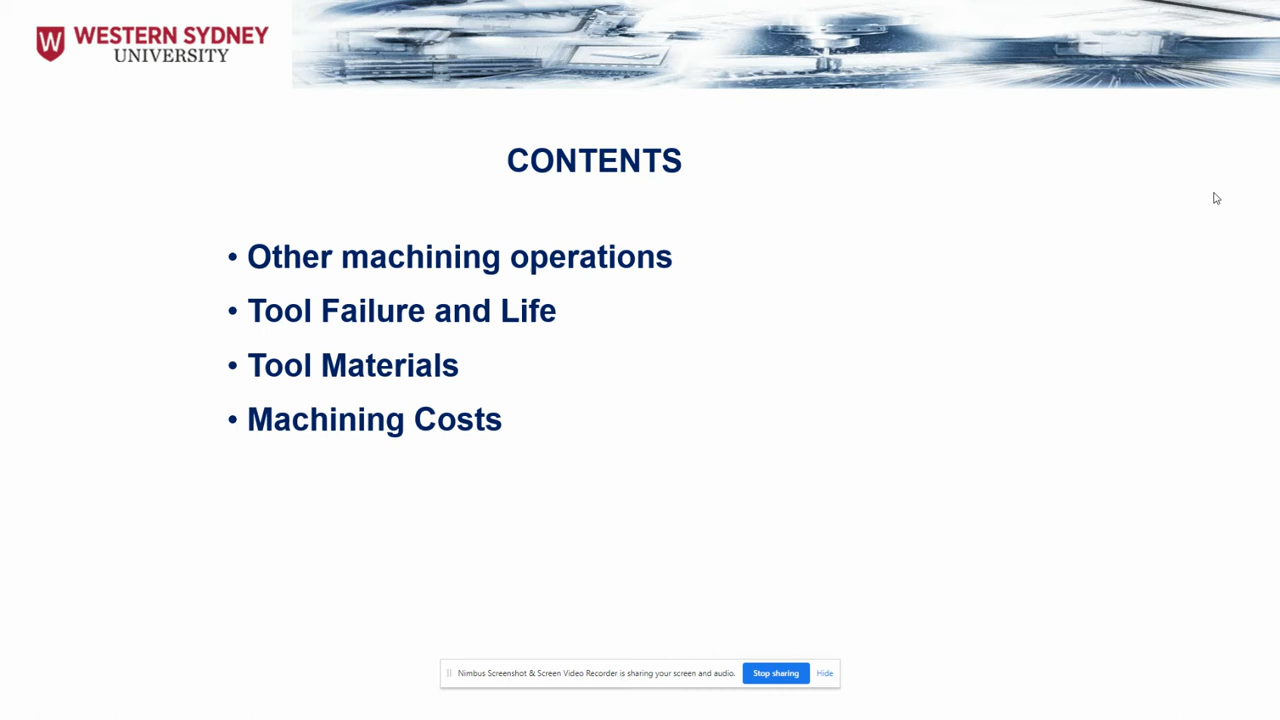 WESTERN SYDNEY
UNIVERSITY
W
CONTENTS
• Other machining operations
• Tool Failure and Life
• Tool Materials
• Machining Costs
Nimbus Screenshot & Screen Video Recorder is sharing your screen and audio. Stop sharing Hide